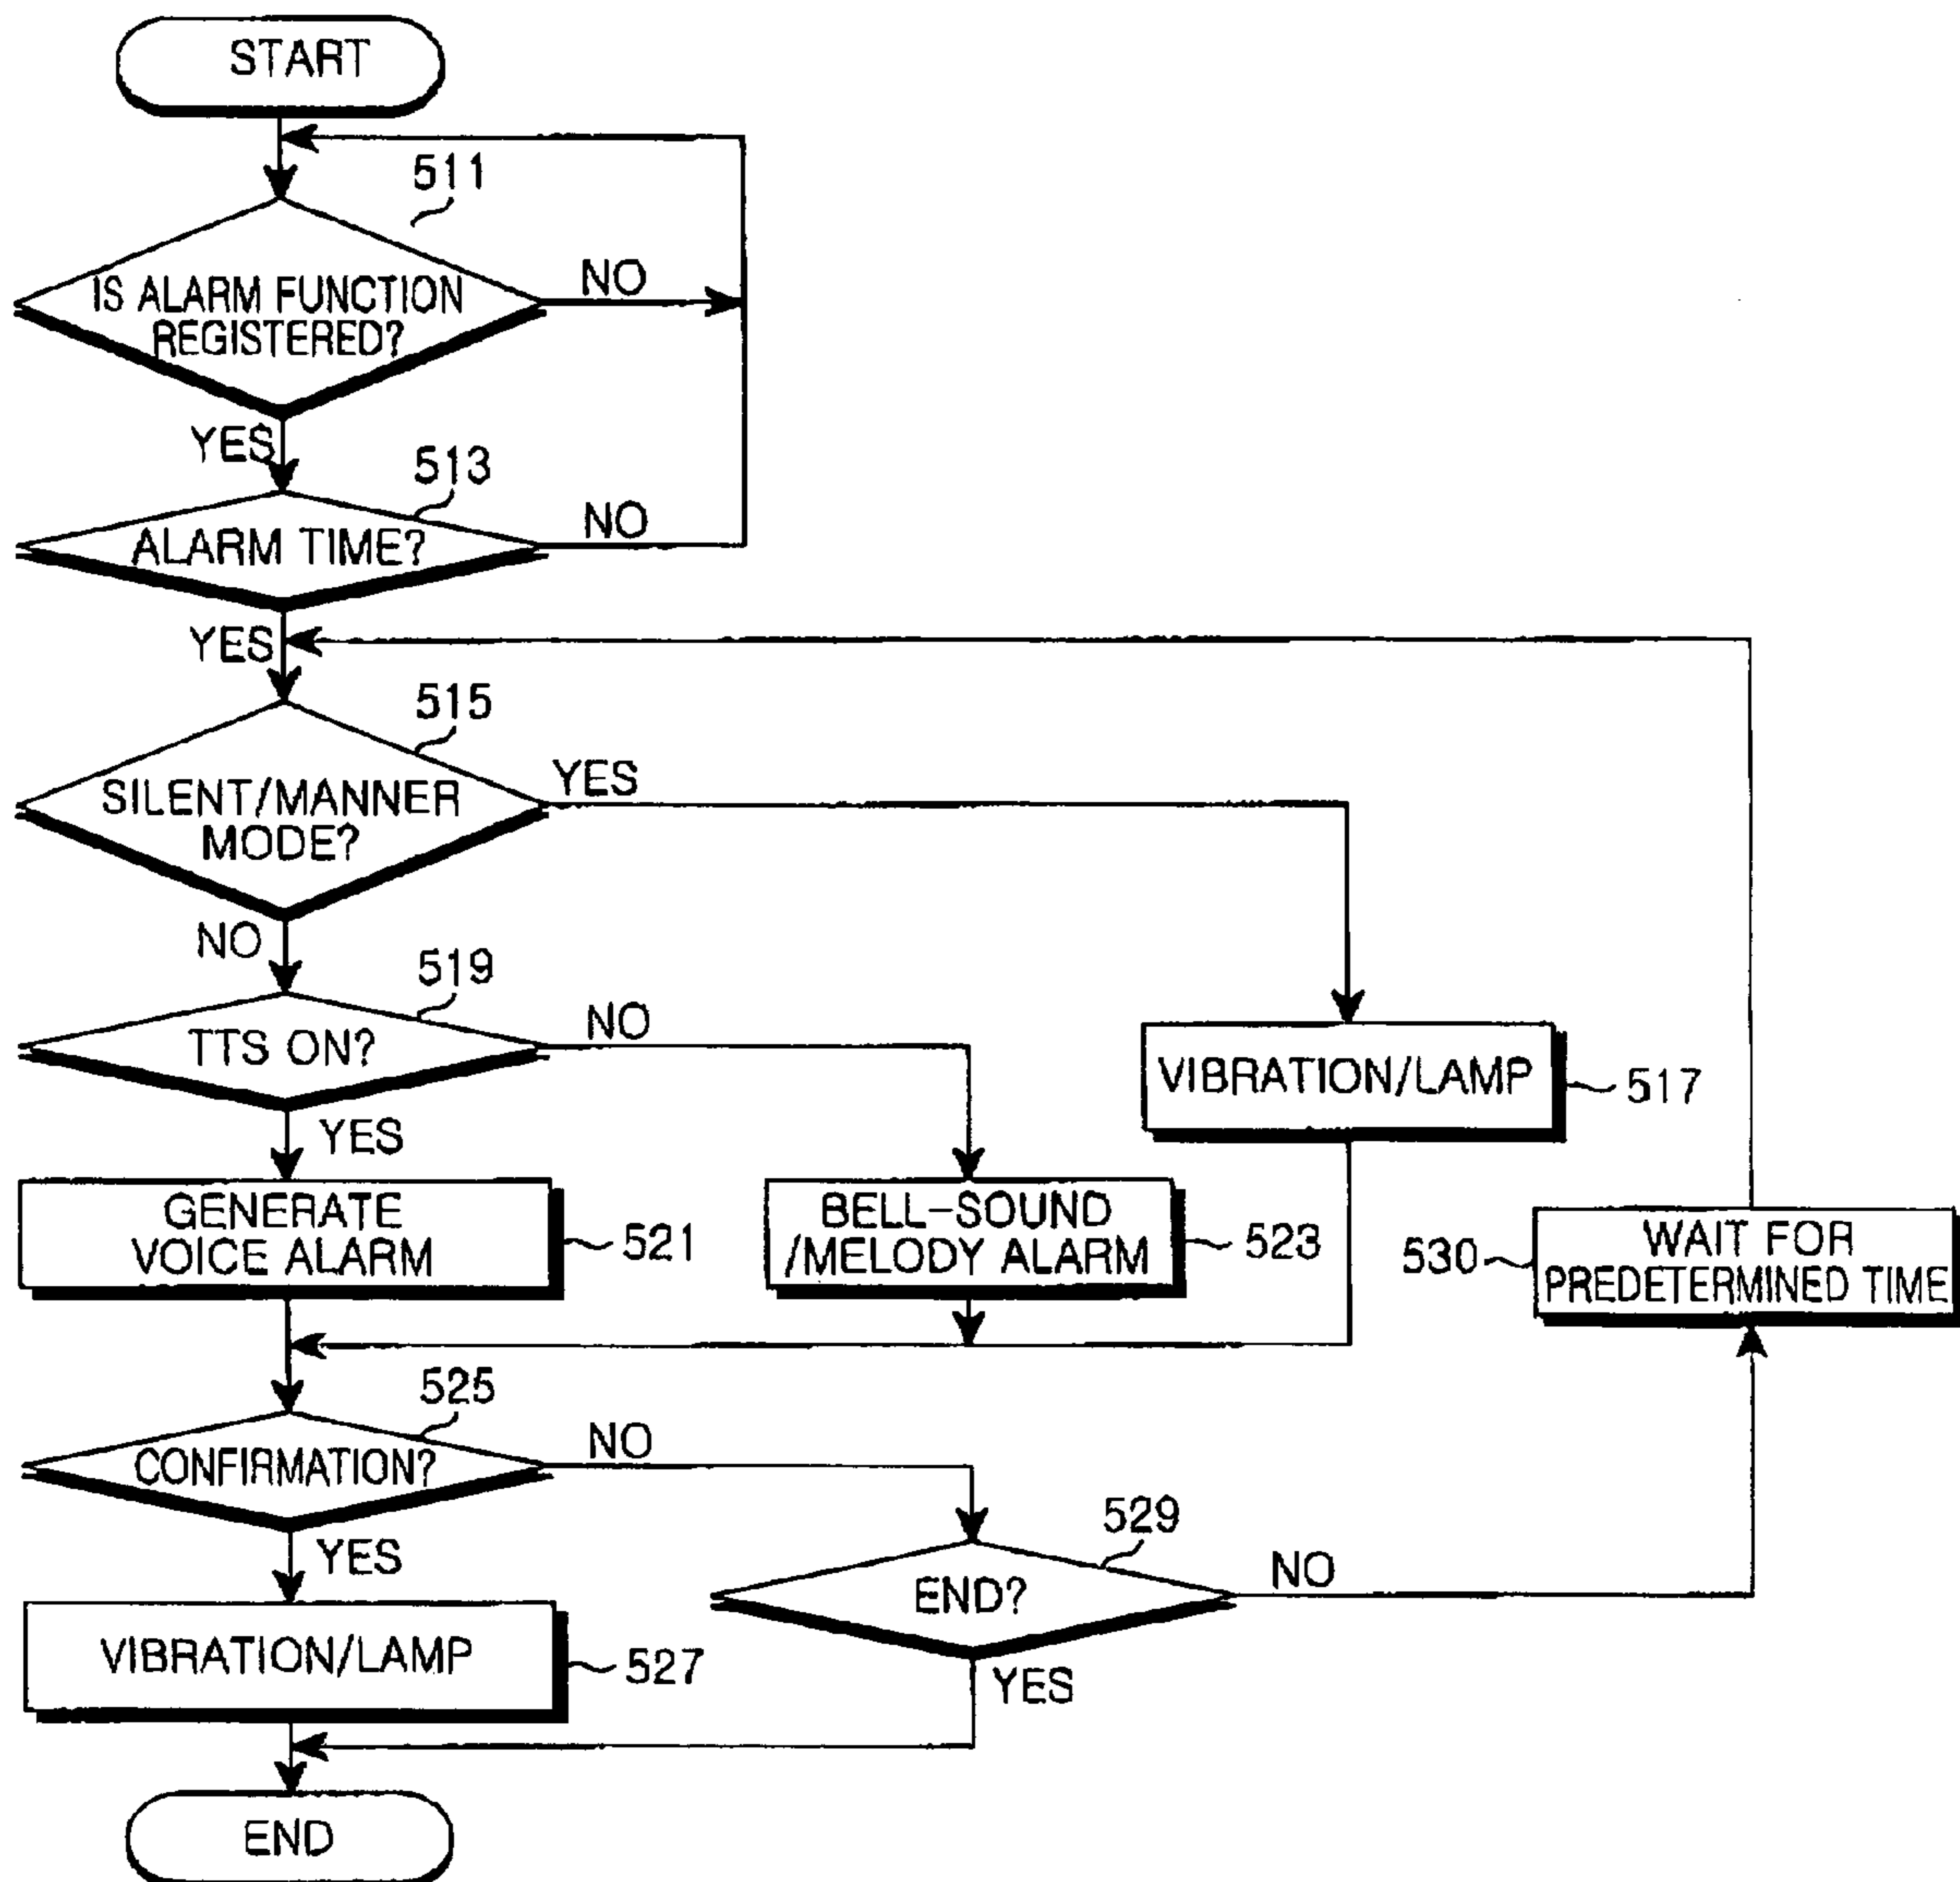 START
511
IS ALARM FUNCTION
REGISTERED?
NO
YES
513
ALARM TIME?
NO
YES
515
SILENT/MANNER
MODE?
YES
NO
519
TTS ON?
NO
YES
VIBRATION/LAMP
517
GENERATE
VOICE ALARM
521
BELL-SOUND
/MELODY ALARM
523
530
WAIT FOR
PREDETERMINED TIME
525
CONFIRMATION?
NO
YES
529
END?
NO
YES
VIBRATION/LAMP
527
END